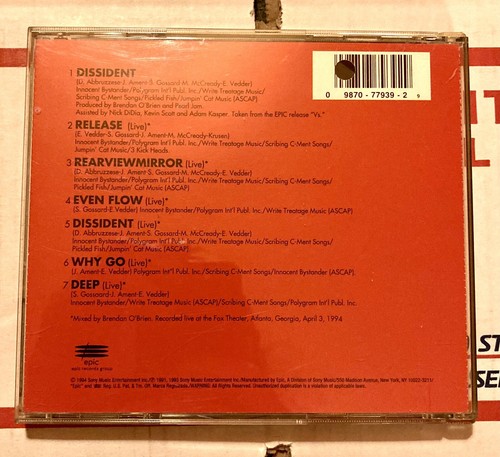 1 DISSIDENT
(D. Abbruzzese-J. Ament-S. Gossard-M. McCready-E. Vedder)
Innocent Bystander/Polygram Int'l Publ. Inc./Write Treatage Music/
Scribing C-Ment Songs/Pickled Fish/Jumpin' Cat Music (ASCAP)
Produced by Brendan O'Brien and Pearl Jam.
Assisted by Nick DiDia, Kevin Scott and Adam Kasper. Taken from the EPIC release "Vs."
0 9870-77939-2 9
2 RELEASE (Live)*
(E. Vedder-S. Gossard-J. Ament-M. McCready-Krusen)
Innocent Bystander/Polygram Int'l Publ. Inc./Write Treatage Music/Scribing C-Ment Songs/
Jumpin' Cat Music/3 Kick Heads.
3 REARVIEWMIRROR (Live)*
(D. Abbruzzese-J. Ament-S. Gossard-M. McCready-E. Vedder)
Innocent Bystander/Polygram Int'l Publ. Inc./Write Treatage Music/Scribing C-Ment Songs/
Pickled Fish/Jumpin' Cat Music (ASCAP)
4 EVEN FLOW (Live)*
(S. Gossard-E. Vedder) Innocent Bystander/Polygram Int'l Publ. Inc./Write Treatage Music (ASCAP)
5 DISSIDENT (Live)*
(D. Abbruzzese-J. Ament-S. Gossard-M. McCready-E. Vedder)
Innocent Bystander/Polygram Int'l Publ. Inc./Write Treatage Music/Scribing C-Ment Songs/
Pickled Fish/Jumpin' Cat Music (ASCAP)
6 WHY GO (Live)*
(J. Ament-E. Vedder) Polygram Int'l Publ. Inc./Scribing C-Ment Songs/Innocent Bystander (ASCAP).
7 DEEP (Live)*
(S. Gossard-J. Ament-E. Vedder)
Innocent Bystander/Write Treatage Music (ASCAP)/Scribing C-Ment Songs/Polygram Int'l Publ. Inc.
*Mixed by Brendan O'Brien. Recorded live at the Fox Theater, Atlanta, Georgia, April 3, 1994
epic
epic records group
ST
SE